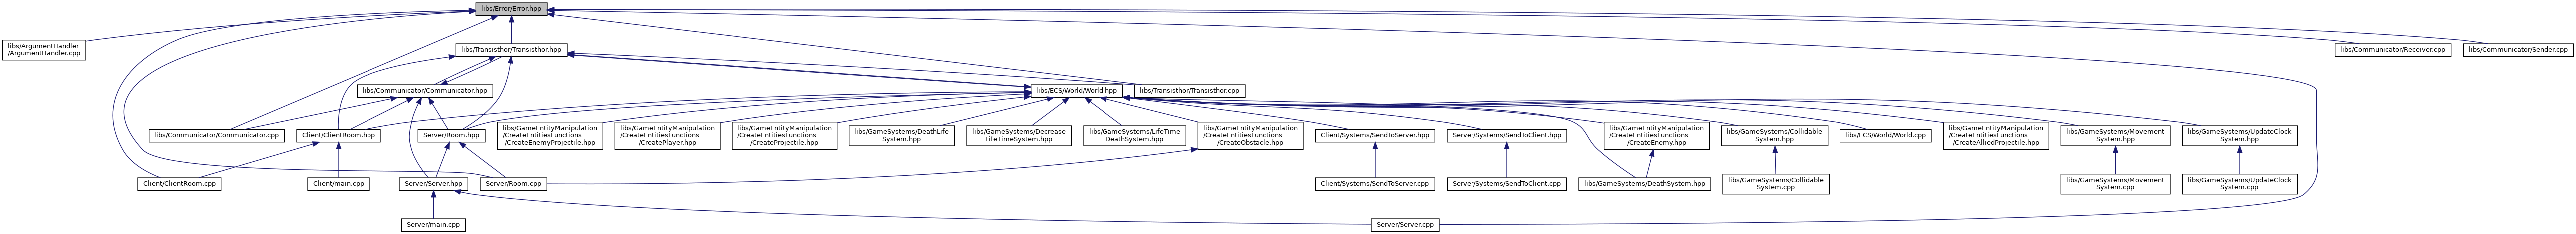 libs/Error/Error.hpp
libs/ArgumentHandler
/ArgumentHandler.cpp
libs/Transisthor/Transisthor.hpp
libs/Communicator/Receiver.cpp
libs/Communicator/Sender.cpp
libs/Communicator/Communicator.hpp
libs/ECS/World/World.hpp
libs/Transisthor/Transisthor.cpp
libs/Communicator/Communicator.cpp
Client/ClientRoom.hpp
Server/Room.hpp
libs/GameEntityManipulation
/CreateEntitiesFunctions
/CreateEnemyProjectile.hpp
libs/GameEntityManipulation
/CreateEntitiesFunctions
/CreatePlayer.hpp
libs/GameEntityManipulation
/CreateEntitiesFunctions
/CreateProjectile.hpp
libs/GameSystems/DeathLife
System.hpp
libs/GameSystems/Decrease
LifeTimeSystem.hpp
libs/GameSystems/LifeTime
DeathSystem.hpp
libs/GameEntityManipulation
/CreateEntitiesFunctions
/CreateObstacle.hpp
Client/Systems/SendToServer.hpp
Server/Systems/SendToClient.hpp
libs/GameEntityManipulation
/CreateEntitiesFunctions
/CreateEnemy.hpp
libs/GameSystems/Collidable
System.hpp
libs/ECS/World/World.cpp
libs/GameEntityManipulation
/CreateEntitiesFunctions
/CreateAlliedProjectile.hpp
libs/GameSystems/Movement
System.hpp
libs/GameSystems/UpdateClock
System.hpp
Client/ClientRoom.cpp
Client/main.cpp
Server/Server.hpp
Server/Room.cpp
Client/Systems/SendToServer.cpp
Server/Systems/SendToClient.cpp
libs/GameSystems/DeathSystem.hpp
libs/GameSystems/Collidable
System.cpp
libs/GameSystems/Movement
System.cpp
libs/GameSystems/UpdateClock
System.cpp
Server/main.cpp
Server/Server.cpp